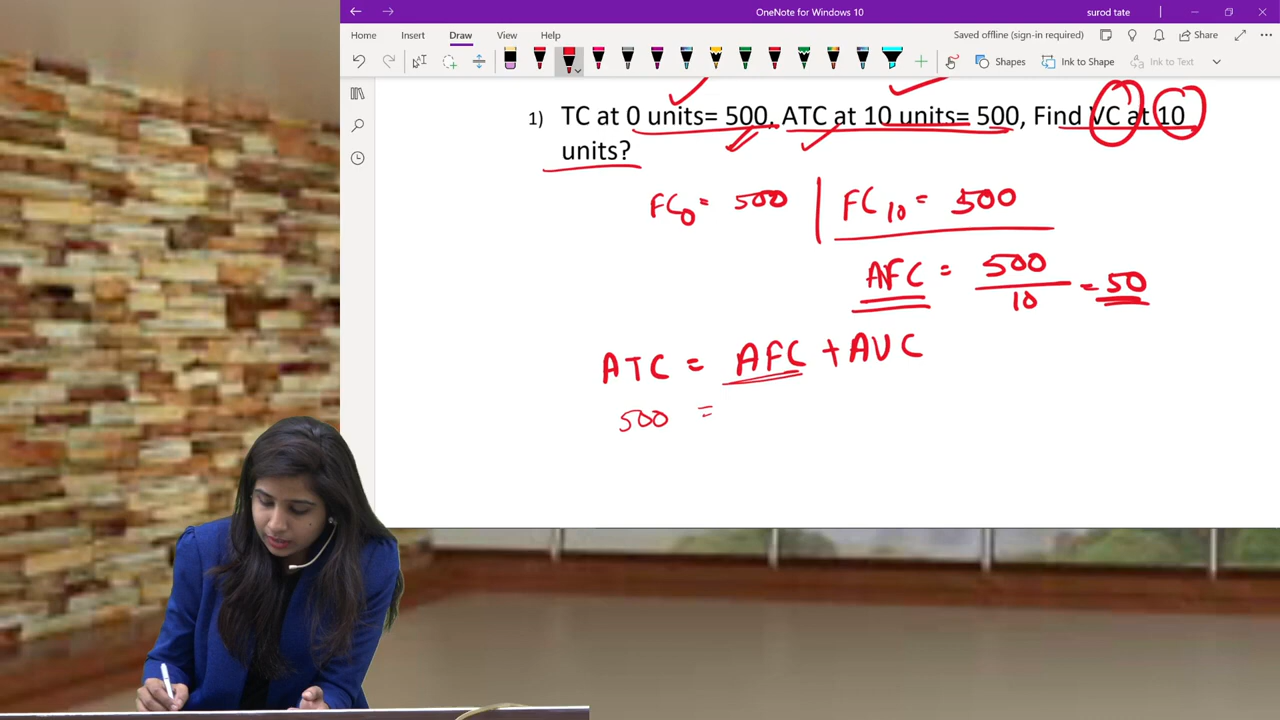 OneNote for Windows 10
surod tate
Home Insert Draw View Help
Saved offline (sign-in required)
Share
Shapes
Ink to Shape
Ink to Text
1) TC at 0 units= 500, ATC at 10 units= 500, Find VC at 10
units?
FC0 = 500 | FC10 = 500
AFC = 500/10 = 50
ATC = AFC + AVC
500 =